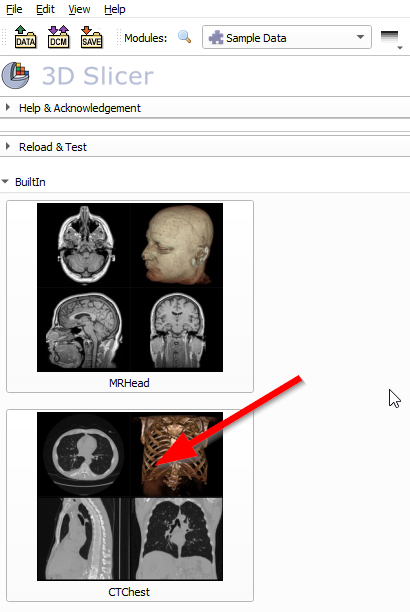 File Edit View Help
DATA DCM SAVE Modules: Sample Data
3D Slicer
Help & Acknowledgement
Reload & Test
BuiltIn
MRHead
CTChest